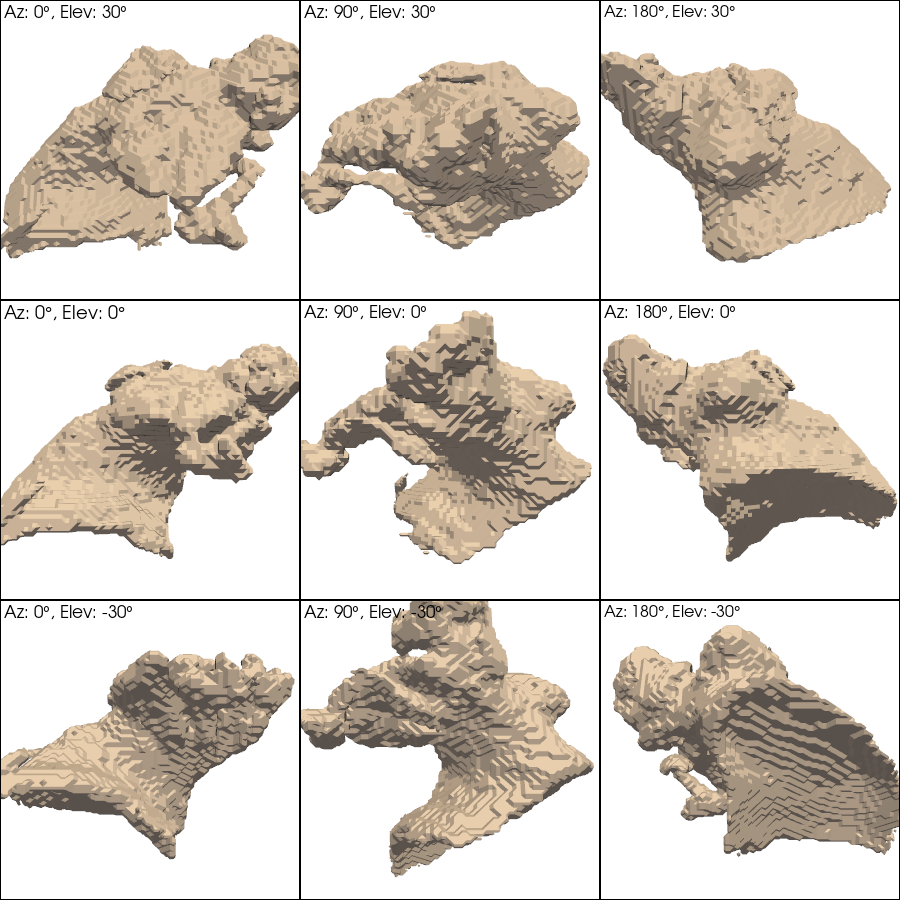 Az: 0°, Elev: 30°
Az: 90°, Elev: 30°
Az: 180°, Elev: 30°
Az: 0°, Elev: 0°
Az: 90°, Elev: 0°
Az: 180°, Elev: 0°
Az: 0°, Elev: -30°
Az: 90°, Elev: -30°
Az: 180°, Elev: -30°